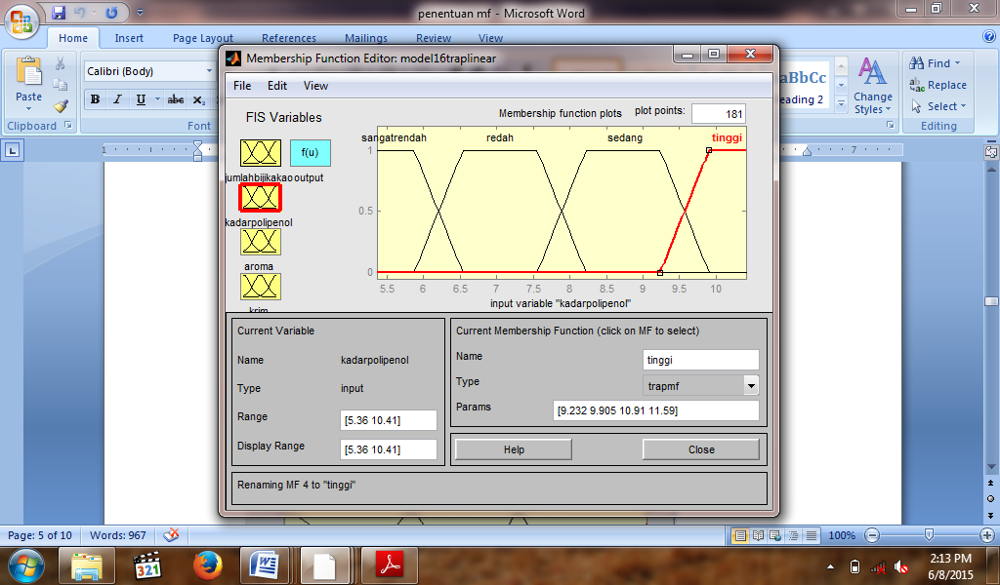 penentuan mf - Microsoft Word
Home Insert Page Layout References Mailings Review View
Paste
Clipboard
Calibri (Body)
B I U abc x,
Font
Heading 2
Change
Styles
Find
Replace
Select
Editing
Membership Function Editor: model16traplinear
File Edit View
FIS Variables
Membership function plots plot points: 181
f(u)
jumlahbijikakao output
kadarpolipenol
aroma
krim
sangatrendah redah sedang tinggi
1
0.5
0
5.5 6 6.5 7 7.5 8 8.5 9 9.5 10
input variable "kadarpolipenol"
Current Variable
Name kadarpolipenol
Type input
Range [5.36 10.41]
Display Range [5.36 10.41]
Current Membership Function (click on MF to select)
Name tinggi
Type trapmf
Params [9.232 9.905 10.91 11.59]
Help Close
Renaming MF 4 to "tinggi"
Page: 5 of 10 Words: 967 100%
321
2:13 PM
6/8/2015